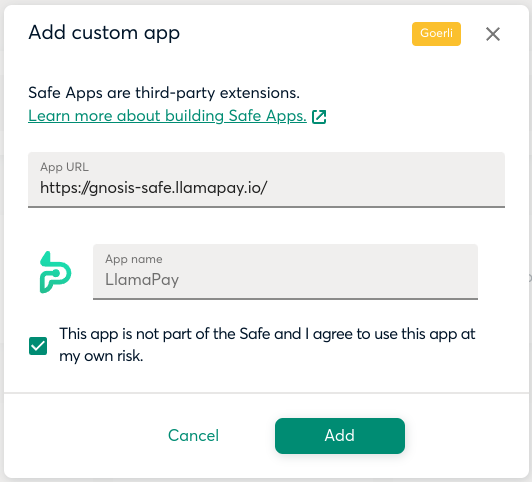 Add custom app
Goerli
Safe Apps are third-party extensions.
Learn more about building Safe Apps.
App URL
https://gnosis-safe.llamapay.io/
App name
LlamaPay
This app is not part of the Safe and I agree to use this app at
my own risk.
Cancel
Add